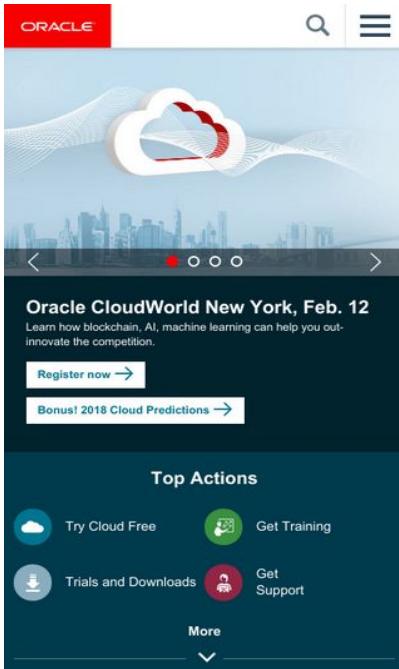 ORACLE
Oracle CloudWorld New York, Feb. 12
Learn how blockchain, AI, machine learning can help you out-
innovate the competition.
Register now
Bonus! 2018 Cloud Predictions
Top Actions
Try Cloud Free
Get Training
Trials and Downloads
Get
Support
More